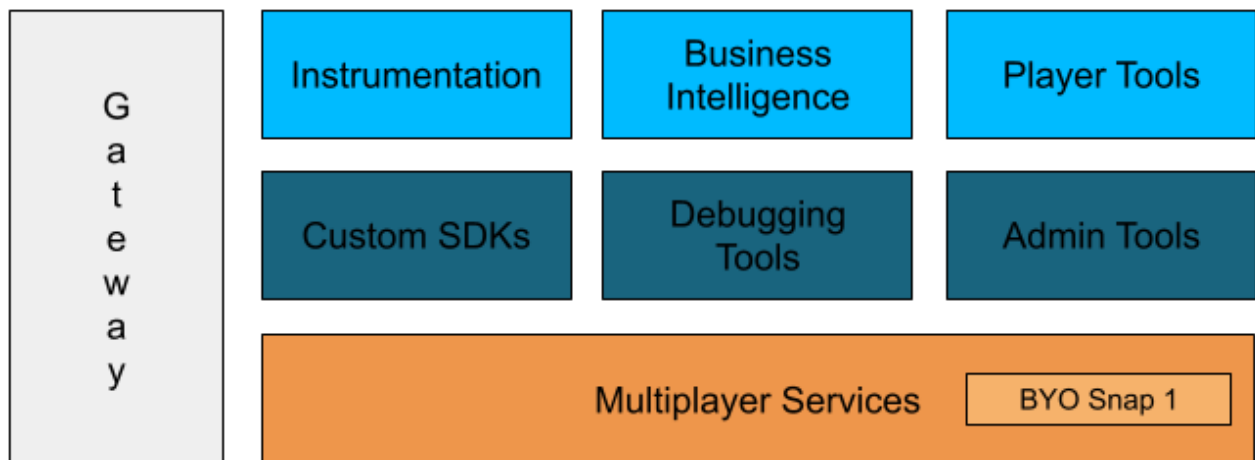 G
a
t
e
w
a
y
Instrumentation
Business
Intelligence
Player Tools
Custom SDKs
Debugging
Tools
Admin Tools
Multiplayer Services
BYO Snap 1